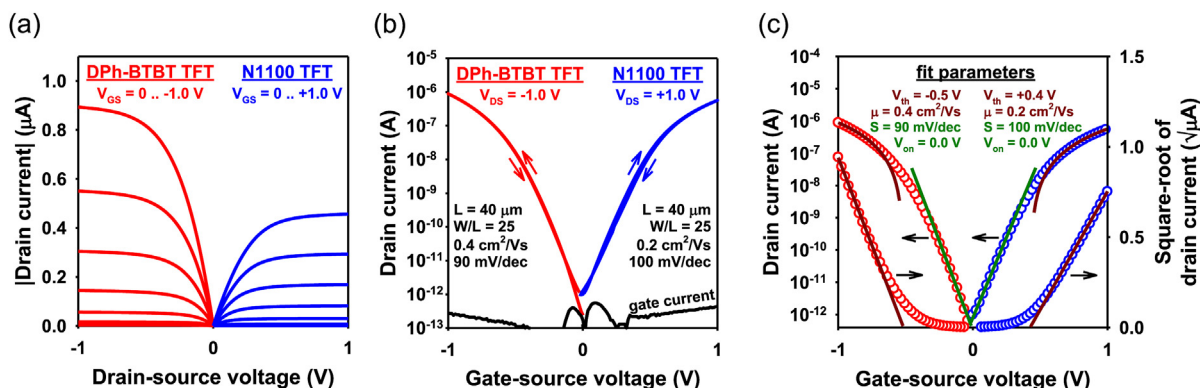 (a)
DPh-BTBT TFT
V_GS = 0 .. -1.0 V
N1100 TFT
V_GS = 0 .. +1.0 V
|Drain current| (μA)
1.0
0.8
0.6
0.4
0.2
0.0
-1
0
1
Drain-source voltage (V)
(b)
DPh-BTBT TFT
V_DS = -1.0 V
N1100 TFT
V_DS = +1.0 V
Drain current (A)
10^-5
10^-6
10^-7
10^-8
10^-9
10^-10
10^-11
10^-12
10^-13
L = 40 μm
W/L = 25
0.4 cm²/Vs
90 mV/dec
L = 40 μm
W/L = 25
0.2 cm²/Vs
100 mV/dec
gate current
-1
0
1
Gate-source voltage (V)
(c)
fit parameters
V_th = -0.5 V
μ = 0.4 cm²/Vs
S = 90 mV/dec
V_on = 0.0 V
V_th = +0.4 V
μ = 0.2 cm²/Vs
S = 100 mV/dec
V_on = 0.0 V
Drain current (A)
10^-4
10^-5
10^-6
10^-7
10^-8
10^-9
10^-10
10^-11
10^-12
1.5
1.0
0.5
0.0
Square-root of
drain current (√μA)
-1
0
1
Gate-source voltage (V)